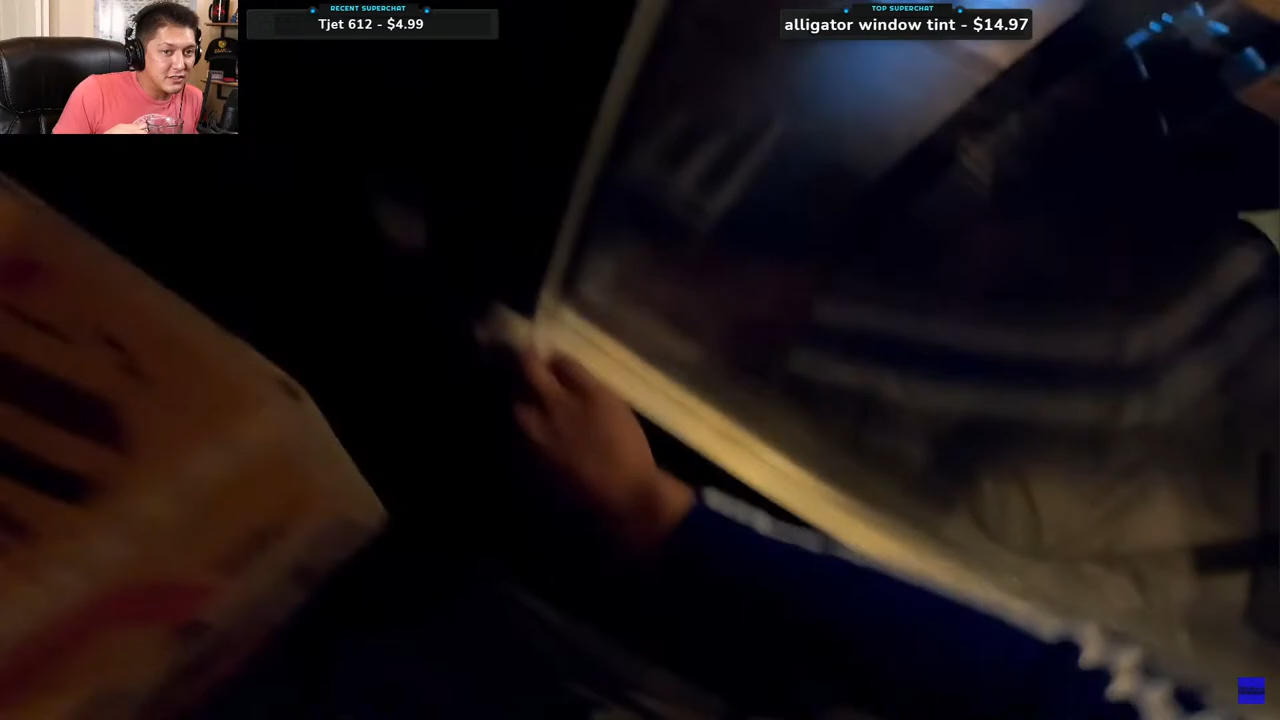 RECENT SUPERCHAT
Tjet 612 - $4.99
TOP SUPERCHAT
alligator window tint - $14.97